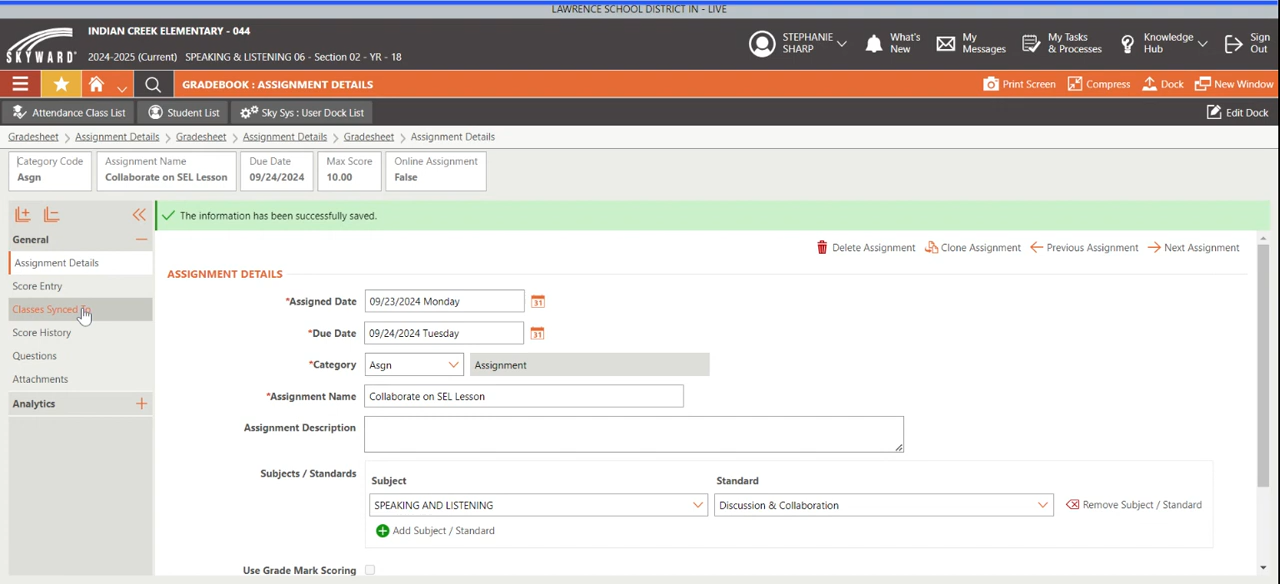 LAWRENCE SCHOOL DISTRICT IN - LIVE
SKYWARD
INDIAN CREEK ELEMENTARY - 044
2024-2025 (Current) SPEAKING & LISTENING 06 - Section 02 - YR - 18
STEPHANIE SHARP
What's New
My Messages
My Tasks & Processes
Knowledge Hub
Sign Out
GRADEBOOK : ASSIGNMENT DETAILS
Print Screen Compress Dock New Window
Attendance Class List Student List Sky Sys : User Dock List Edit Dock
Gradesheet > Assignment Details > Gradesheet > Assignment Details > Gradesheet > Assignment Details
Category Code Assignment Name Due Date Max Score Online Assignment
Asgn Collaborate on SEL Lesson 09/24/2024 10.00 False
The information has been successfully saved.
General
Assignment Details
Score Entry
Classes Synced To
Score History
Questions
Attachments
Analytics
Delete Assignment Clone Assignment Previous Assignment Next Assignment
ASSIGNMENT DETAILS
*Assigned Date 09/23/2024 Monday 31
*Due Date 09/24/2024 Tuesday 31
*Category Asgn Assignment
*Assignment Name Collaborate on SEL Lesson
Assignment Description
Subjects / Standards
Subject Standard
SPEAKING AND LISTENING Discussion & Collaboration Remove Subject / Standard
Add Subject / Standard
Use Grade Mark Scoring